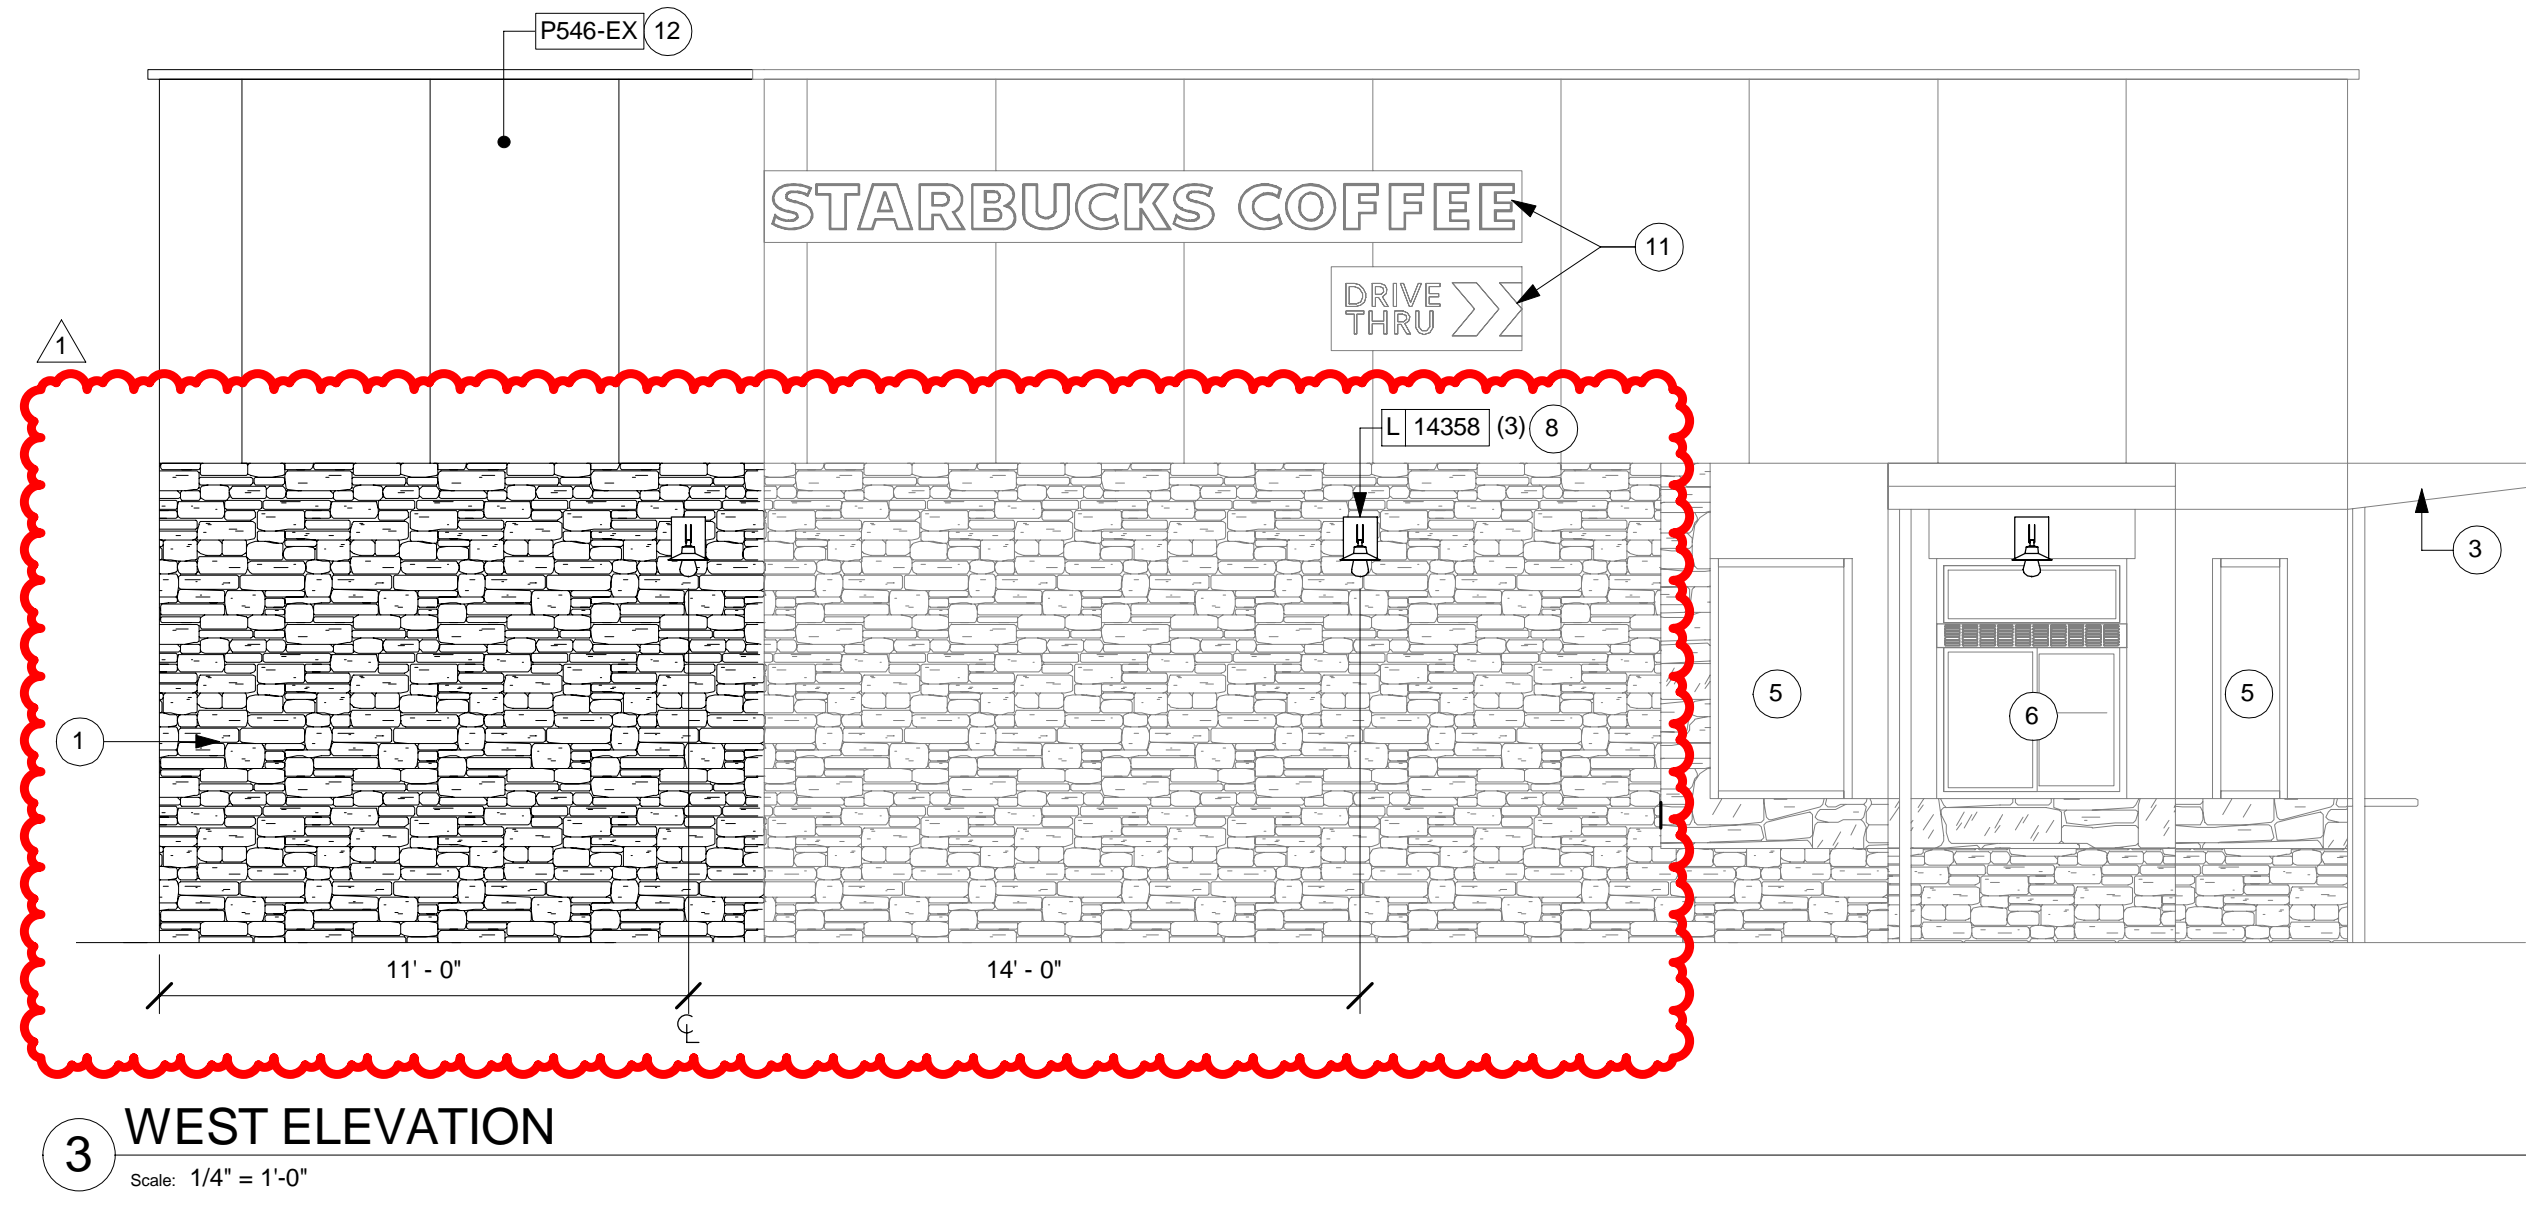 P546-EX 12
STARBUCKS COFFEE
11
DRIVE
THRU
1
L 14358 (3) 8
3
5
6
5
1
11' - 0"
14' - 0"
℄
3 WEST ELEVATION
Scale: 1/4" = 1'-0"